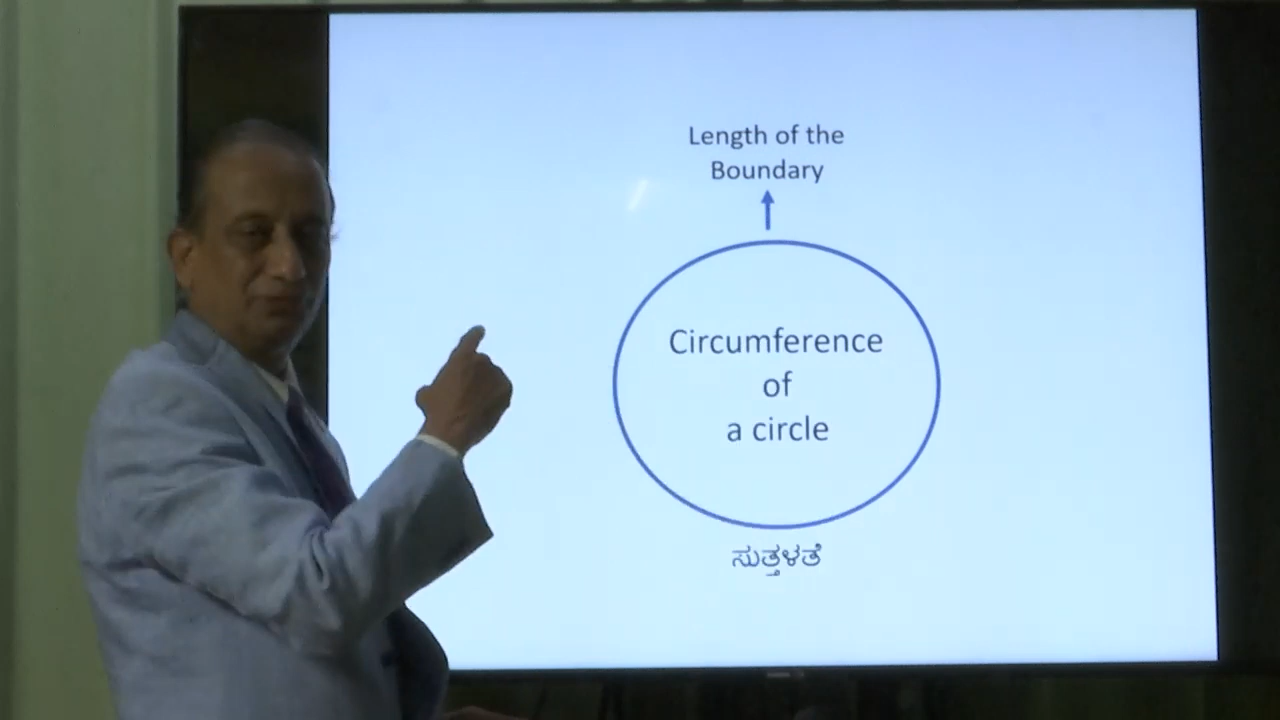 Length of the
Boundary
Circumference
of
a circle
ಸುತ್ತಳತೆ